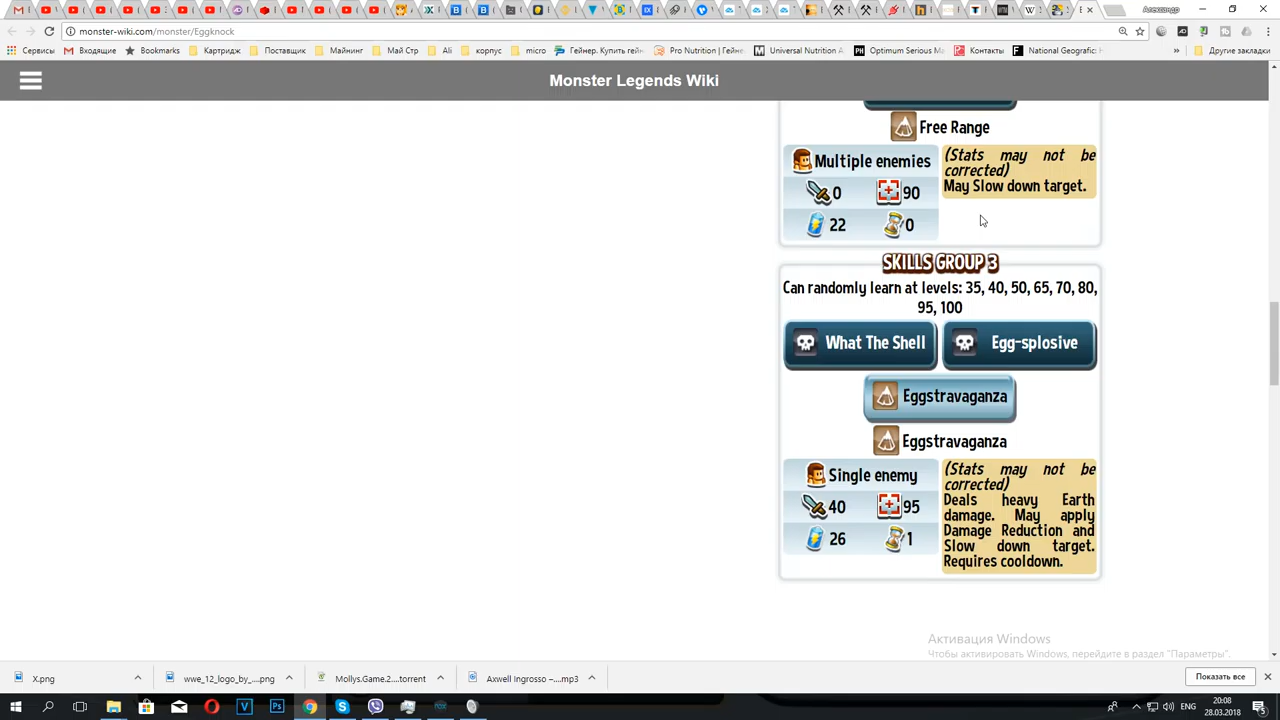 Александр
monster-wiki.com/monster/Eggknock
Сервисы Входящие Bookmarks Картридж Поставщик Майнинг Май Стр Ali корпус micro Гейнер. Купить гей Pro Nutrition | Гейне Universal Nutrition A Optimum Serious Ma Контакты National Geografic Другие закладки
Monster Legends Wiki
Free Range
Multiple enemies
0 90
22 0
(Stats may not be
corrected)
May Slow down target.
SKILLS GROUP 3
Can randomly learn at levels: 35, 40, 50, 65, 70, 80,
95, 100
What The Shell Egg-splosive
Eggstravaganza
Eggstravaganza
Single enemy
40 95
26 1
(Stats may not be
corrected)
Deals heavy Earth
damage. May apply
Damage Reduction and
Slow down target.
Requires cooldown.
Активация Windows
Чтобы активировать Windows, перейдите в раздел "Параметры".
X.png wwe_12_logo_by_....png Mollys.Game.2....torrent Axwell Ingrosso – ....mp3 Показать все
ENG 20:08
28.03.2018 5